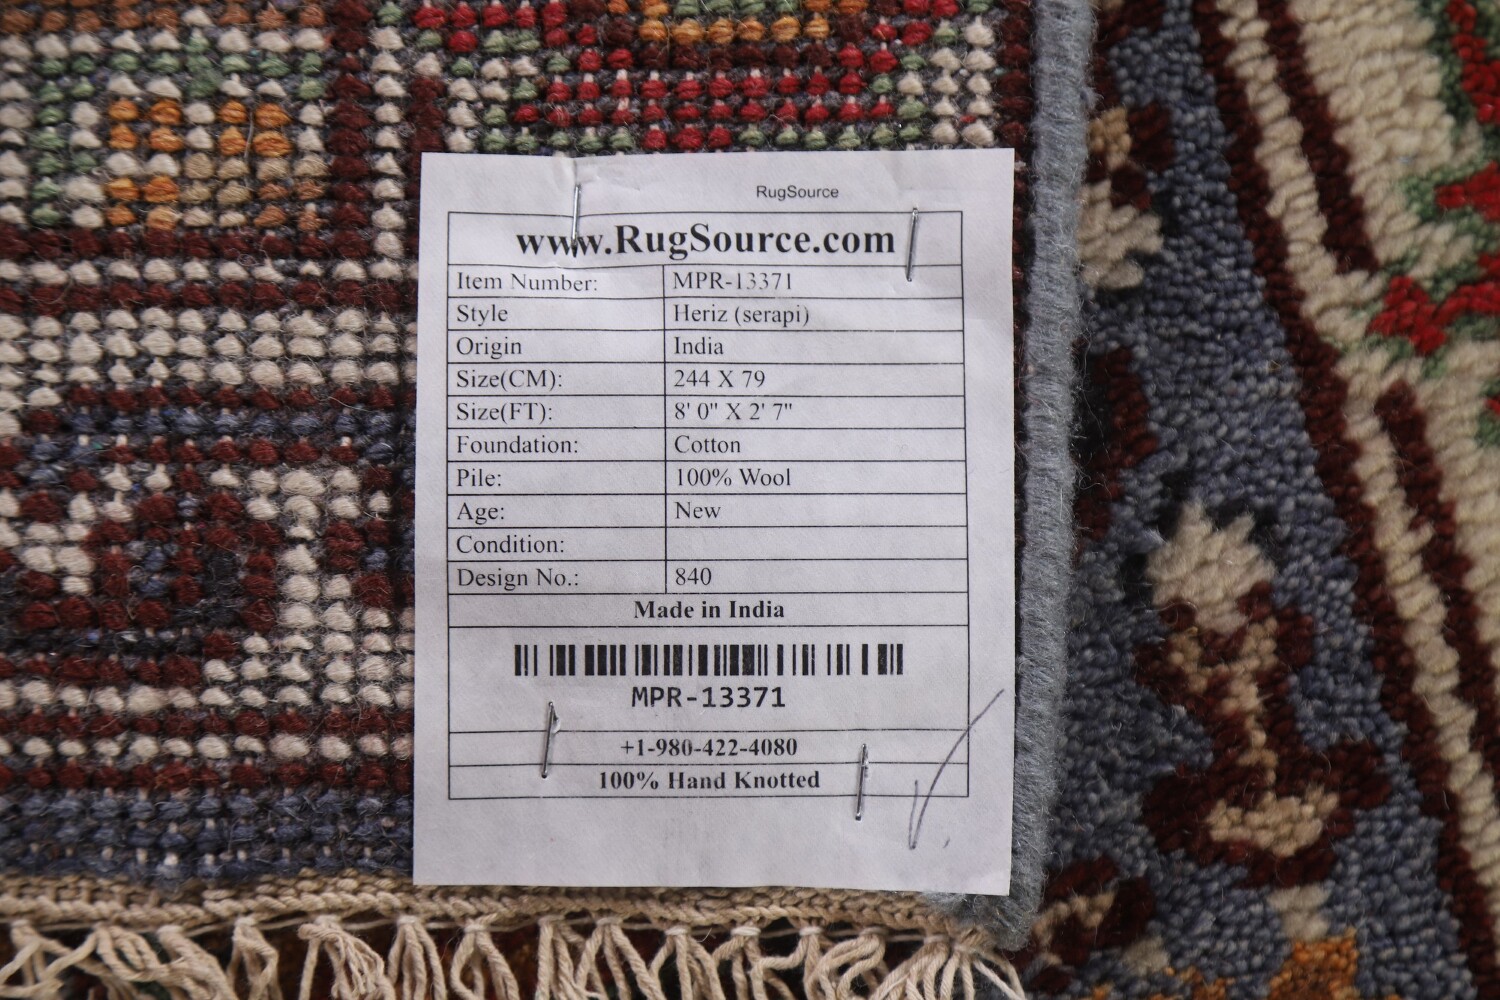 RugSource
www.RugSource.com
Item Number: MPR-13371
Style Heriz (serapi)
Origin India
Size(CM): 244 X 79
Size(FT): 8' 0" X 2' 7"
Foundation: Cotton
Pile: 100% Wool
Age: New
Condition:
Design No.: 840
Made in India
MPR-13371
+1-980-422-4080
100% Hand Knotted